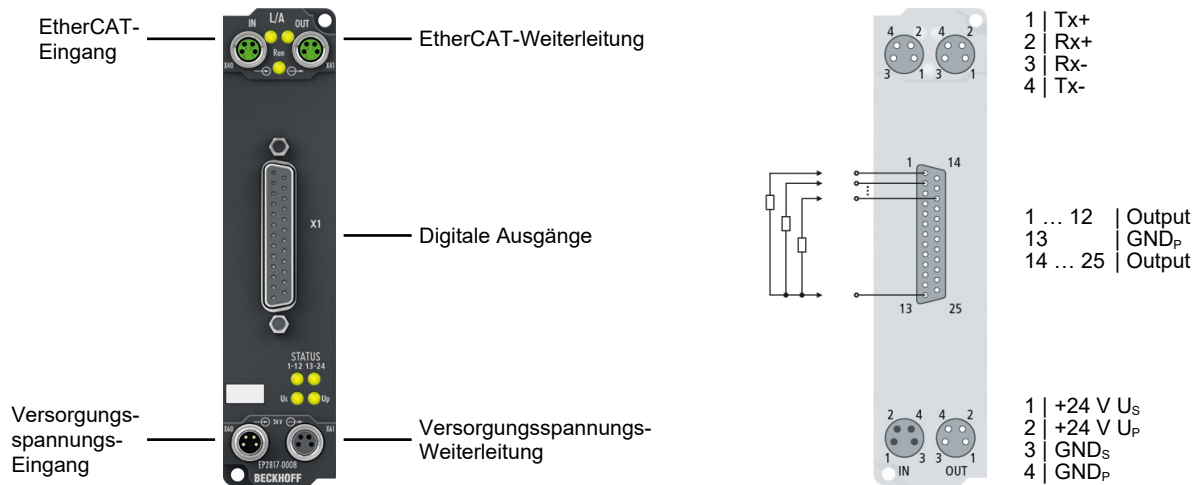 EtherCAT-
Eingang
IN
L/A
OUT
Run
X40
X41
EtherCAT-Weiterleitung
X1
Digitale Ausgänge
STATUS
1-12 13-24
Us
Up
Versorgungs-
spannungs-
Eingang
24 V
X60
X61
EP2817-0008
BECKHOFF
Versorgungsspannungs-
Weiterleitung
4 2 4 2
3 1 3 1
1 | Tx+
2 | Rx+
3 | Rx-
4 | Tx-
1 14
13 25
1 … 12 | Output
13 | GNDP
14 … 25 | Output
2 4 4 2
1 3 3 1
IN OUT
1 | +24 V US
2 | +24 V UP
3 | GNDS
4 | GNDP